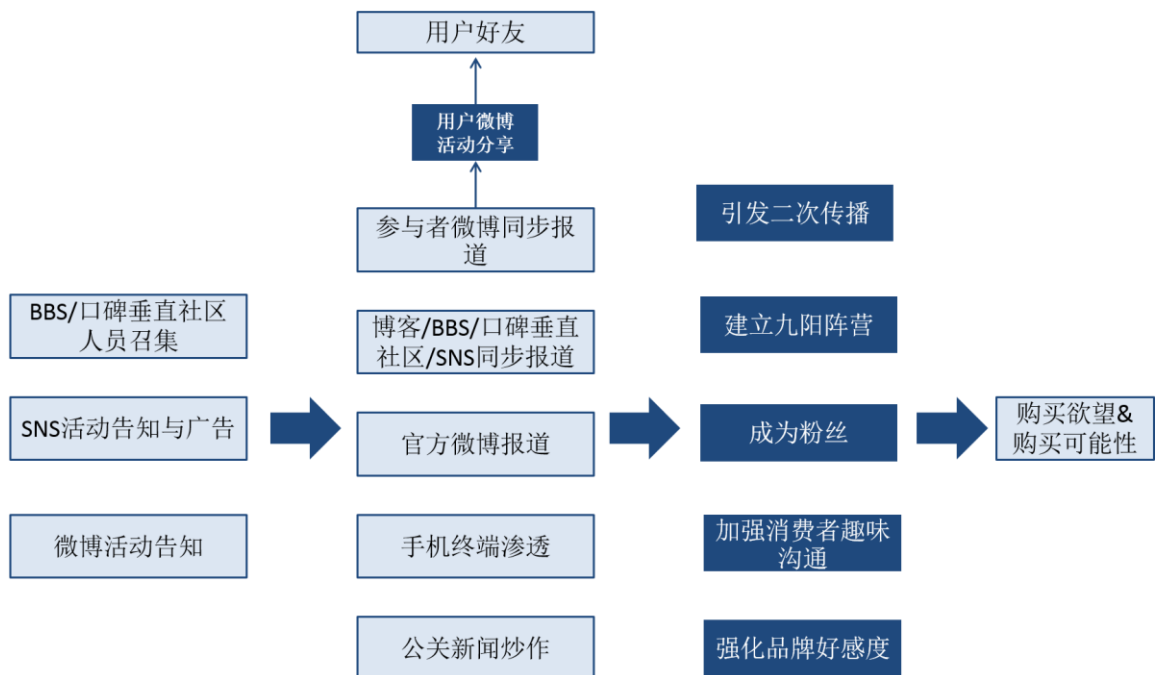 用户好友
用户微博
活动分享
参与者微博同步报
道
引发二次传播
BBS/口碑垂直社区
人员召集
博客/BBS/口碑垂直
社区/SNS同步报道
建立九阳阵营
SNS活动告知与广告
官方微博报道
成为粉丝
购买欲望&
购买可能性
微博活动告知
手机终端渗透
加强消费者趣味
沟通
公关新闻炒作
强化品牌好感度